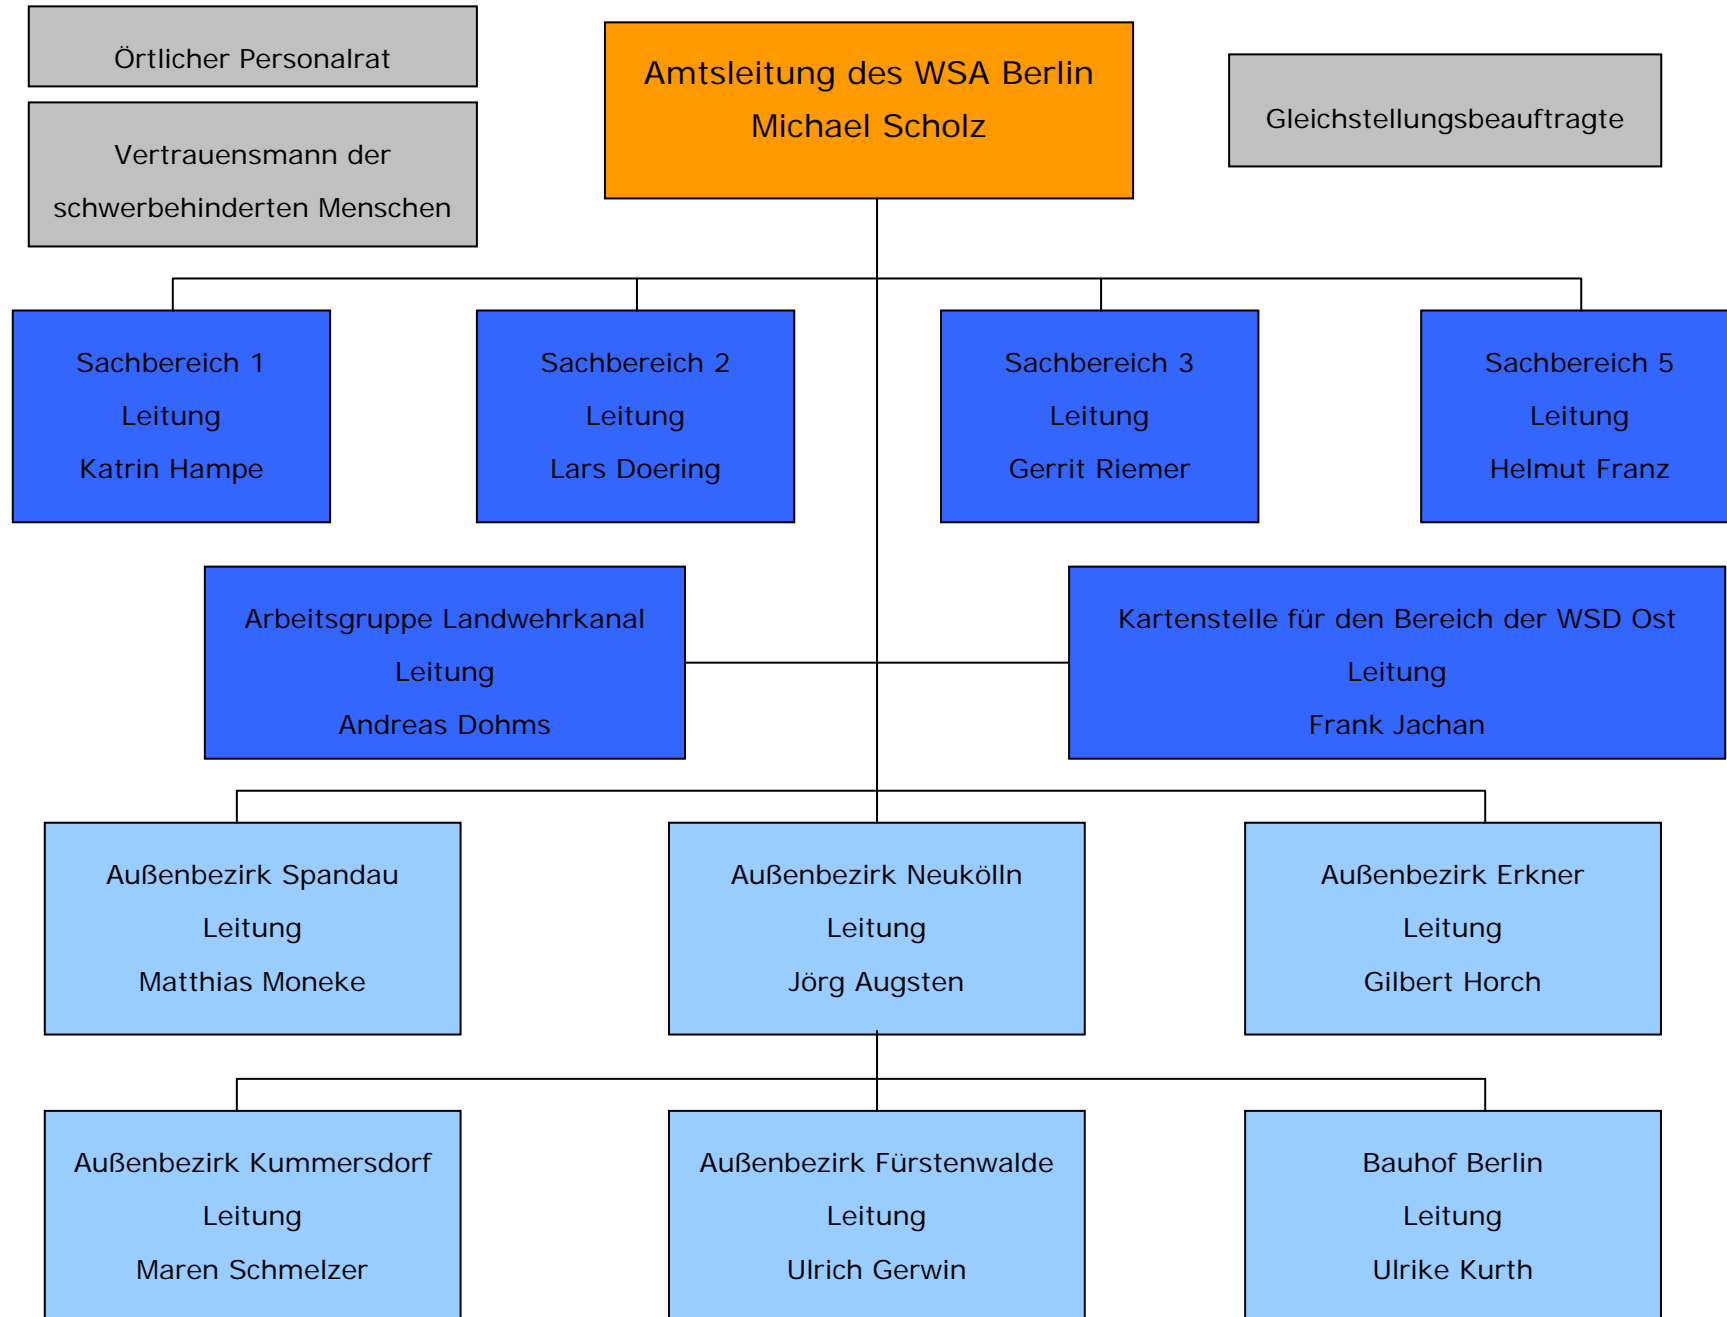 Örtlicher Personalrat
Vertrauensmann der
schwerbehinderten Menschen
Amtsleitung des WSA Berlin
Michael Scholz
Gleichstellungsbeauftragte
Sachbereich 1
Leitung
Katrin Hampe
Sachbereich 2
Leitung
Lars Doering
Sachbereich 3
Leitung
Gerrit Riemer
Sachbereich 5
Leitung
Helmut Franz
Arbeitsgruppe Landwehrkanal
Leitung
Andreas Dohms
Kartenstelle für den Bereich der WSD Ost
Leitung
Frank Jachan
Außenbezirk Spandau
Leitung
Matthias Moneke
Außenbezirk Neukölln
Leitung
Jörg Augsten
Außenbezirk Erkner
Leitung
Gilbert Horch
Außenbezirk Kummersdorf
Leitung
Maren Schmelzer
Außenbezirk Fürstenwalde
Leitung
Ulrich Gerwin
Bauhof Berlin
Leitung
Ulrike Kurth